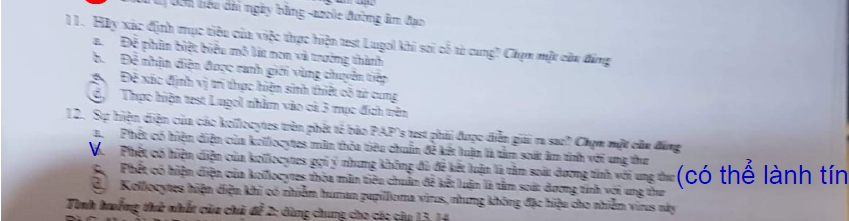 đơn liều dài ngày bằng -azole đường âm đạo
11. Hãy xác định mục tiêu của việc thực hiện test Lugol khi soi cổ tử cung? Chọn một câu đúng
a. Để phân biệt biểu mô lát non và trưởng thành
b. Để nhận diện được ranh giới vùng chuyển tiếp
c. Để xác định vị trí thực hiện sinh thiết cổ tử cung
d. Thực hiện test Lugol nhằm vào cả 3 mục đích trên
12. Sự hiện diện của các koilocytes trên phết tế bào PAP's test phải được diễn giải ra sao? Chọn một câu đúng
a. Phết có hiện diện của koilocytes mãn thỏa tiêu chuẩn để kết luận là tầm soát âm tính với ung thư
V. Phết có hiện diện của koilocytes gợi ý nhưng không đủ để kết luận là tầm soát dương tính với ung thư (có thể lành tín
c. Phết có hiện diện của koilocytes thỏa mãn tiêu chuẩn để kết luận là tầm soát dương tính với ung thư
d. Koilocytes hiện diện khi có nhiễm human papilloma virus, nhưng không đặc hiệu cho nhiễm virus này
Tình huống thứ nhất của chủ đề 2: dùng chung cho các câu 13, 14